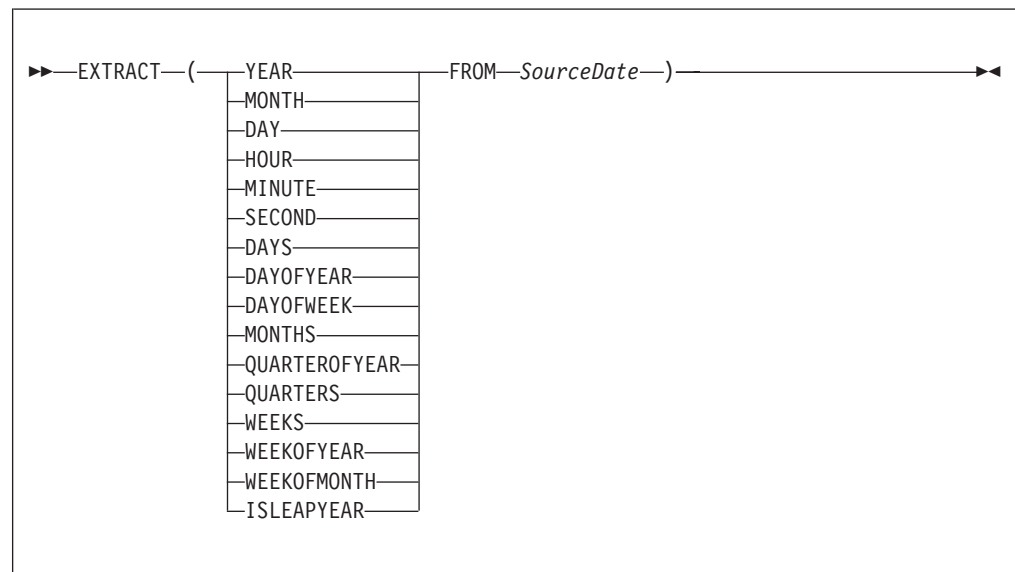 EXTRACT ( YEAR FROM SourceDate )
MONTH
DAY
HOUR
MINUTE
SECOND
DAYS
DAYOFYEAR
DAYOFWEEK
MONTHS
QUARTEROFYEAR
QUARTERS
WEEKS
WEEKOFYEAR
WEEKOFMONTH
ISLEAPYEAR